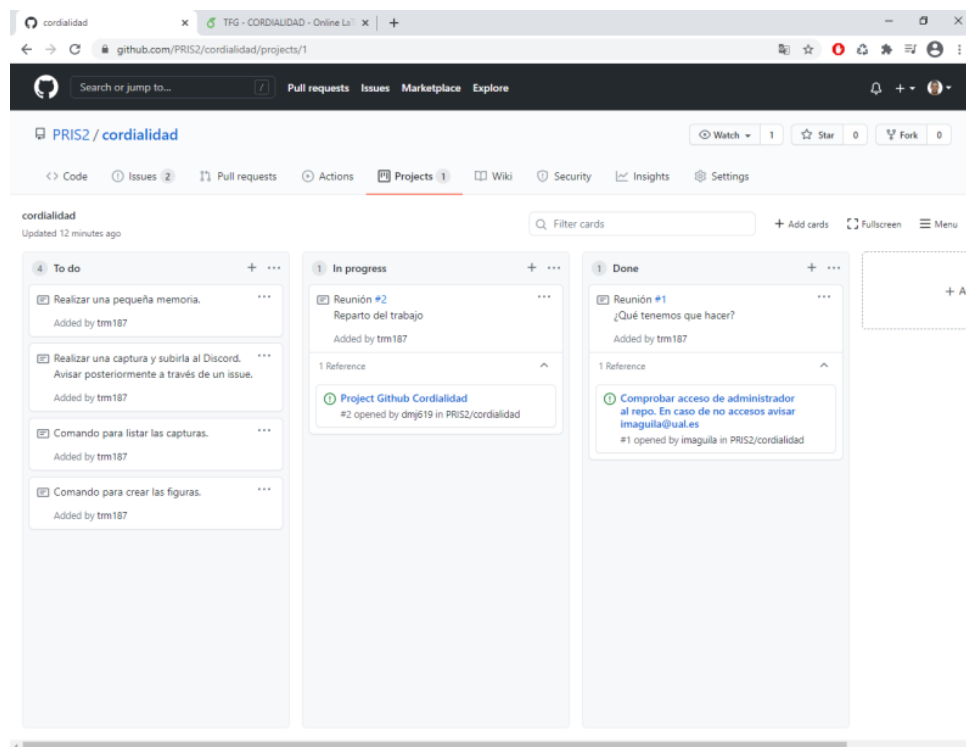 cordialidad
TFG - CORDIALIDAD - Online LaT
github.com/PRIS2/cordialidad/projects/1
Search or jump to... /
Pull requests Issues Marketplace Explore
PRIS2 / cordialidad
Watch 1 Star 0 Fork 0
<> Code Issues 2 Pull requests Actions Projects 1 Wiki Security Insights Settings
cordialidad
Updated 12 minutes ago
Filter cards
+ Add cards Fullscreen Menu
4 To do + ...
Realizar una pequeña memoria. ...
Added by trm187
Realizar una captura y subirla al Discord. ...
Avisar posteriormente a través de un issue.
Added by trm187
Comando para listar las capturas. ...
Added by trm187
Comando para crear las figuras. ...
Added by trm187
1 In progress + ...
Reunión #2 ...
Reparto del trabajo
Added by trm187
1 Reference
Project Github Cordialidad
#2 opened by dmj619 in PRIS2/cordialidad
1 Done + ...
Reunión #1 ...
¿Qué tenemos que hacer?
Added by trm187
1 Reference
Comprobar acceso de administrador
al repo. En caso de no accesos avisar
imaguila@ual.es
#1 opened by imaguila in PRIS2/cordialidad
+ A